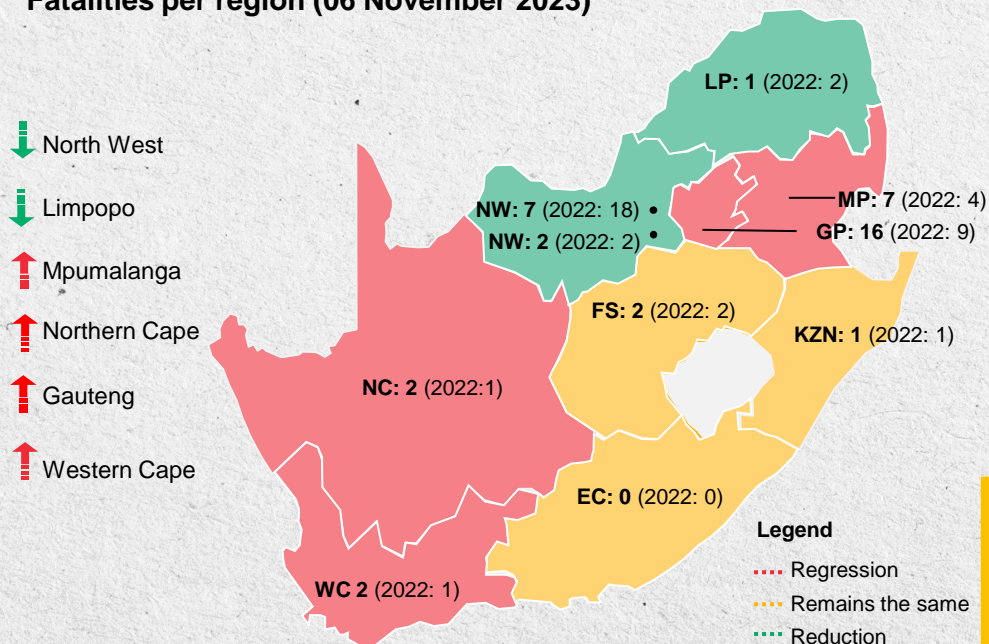 Fatalities per region (06 November 2023)
North West
Limpopo
Mpumalanga
Northern Cape
Gauteng
Western Cape
LP: 1 (2022: 2)
MP: 7 (2022: 4)
NW: 7 (2022: 18)
GP: 16 (2022: 9)
NW: 2 (2022: 2)
FS: 2 (2022: 2)
KZN: 1 (2022: 1)
NC: 2 (2022:1)
EC: 0 (2022: 0)
WC 2 (2022: 1)
Legend
Regression
Remains the same
Reduction